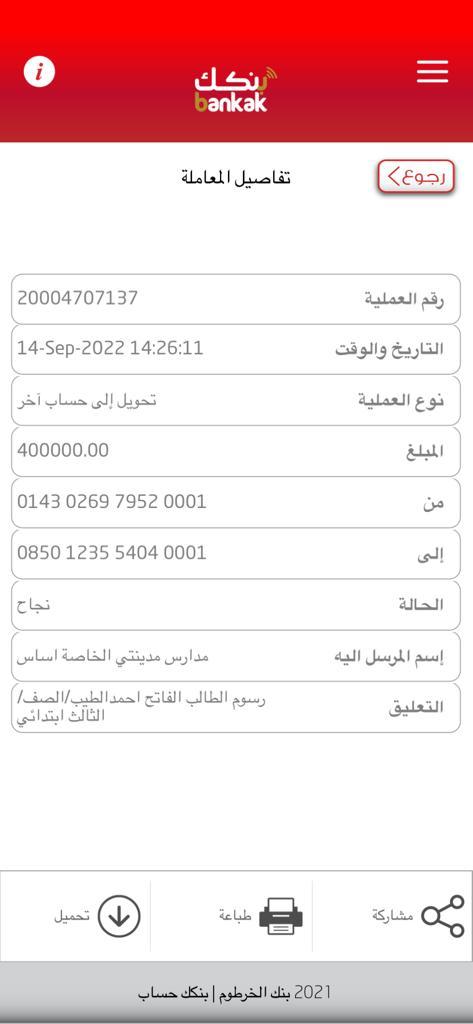 بنكك
bankak
رجوع
تفاصيل المعاملة
رقم العملية 20004707137
التاريخ والوقت 14-Sep-2022 14:26:11
نوع العملية تحويل إلى حساب آخر
المبلغ 400000.00
من 0143 0269 7952 0001
إلى 0850 1235 5404 0001
الحالة نجاح
إسم المرسل اليه مدارس مدينتي الخاصة اساس
التعليق رسوم الطالب الفاتح احمدالطيب/الصف/
الثالث ابتدائي
مشاركة طباعة تحميل
2021 بنك الخرطوم | بنكك حساب